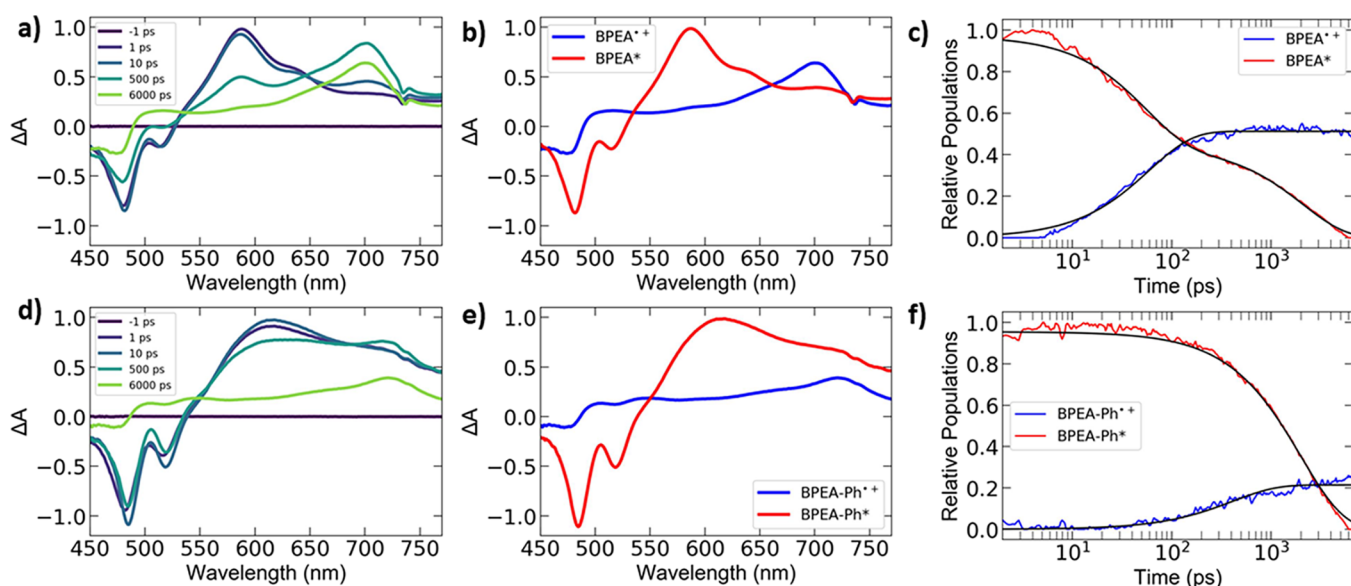 a)
1.0
0.5
0.0
−0.5
−1.0
ΔA
-1 ps
1 ps
10 ps
500 ps
6000 ps
450 500 550 600 650 700 750
Wavelength (nm)
b)
1.0
0.5
0.0
−0.5
−1.0
ΔA
BPEA•+
BPEA*
450 500 550 600 650 700 750
Wavelength (nm)
c)
1.0
0.8
0.6
0.4
0.2
0.0
Relative Populations
BPEA•+
BPEA*
10¹ 10² 10³
Time (ps)
d)
1.0
0.5
0.0
−0.5
−1.0
ΔA
-1 ps
1 ps
10 ps
500 ps
6000 ps
450 500 550 600 650 700 750
Wavelength (nm)
e)
1.0
0.5
0.0
−0.5
−1.0
ΔA
BPEA-Ph•+
BPEA-Ph*
450 500 550 600 650 700 750
Wavelength (nm)
f)
1.0
0.8
0.6
0.4
0.2
0.0
Relative Populations
BPEA-Ph•+
BPEA-Ph*
10¹ 10² 10³
Time (ps)